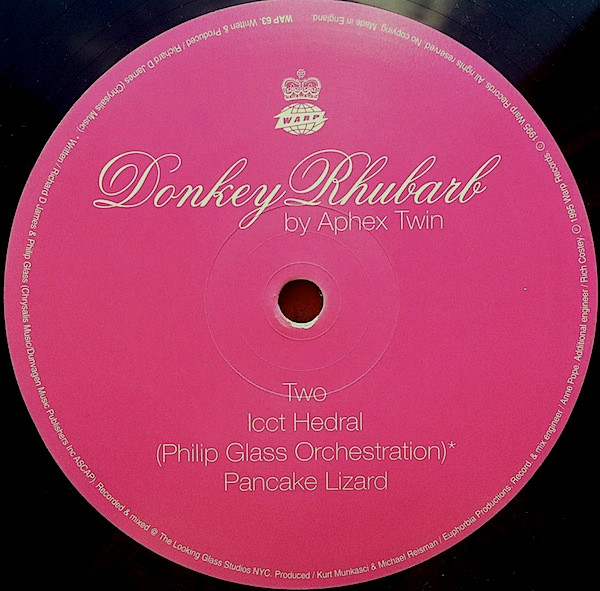 WARP
Donkey Rhubarb
by Aphex Twin
Two
Icct Hedral
(Philip Glass Orchestration)*
Pancake Lizard
WAP 63. Written & Produced / Richard D James (Chrysalis Music). *Written / Richard D James & Philip Glass (Chrysalis Music/Dunvagen Music Publishers Inc ASCAP). Recorded & mixed @ The Looking Glass Studios NYC. Produced / Kurt Munkasci & Michael Reisman / Euphorbia Productions. Record & mix engineer / Anne Pope. Additional engineer / Rich Costey
℗ 1995 Warp Records. © 1995 Warp Records. All rights reserved. No copying. Made in England.